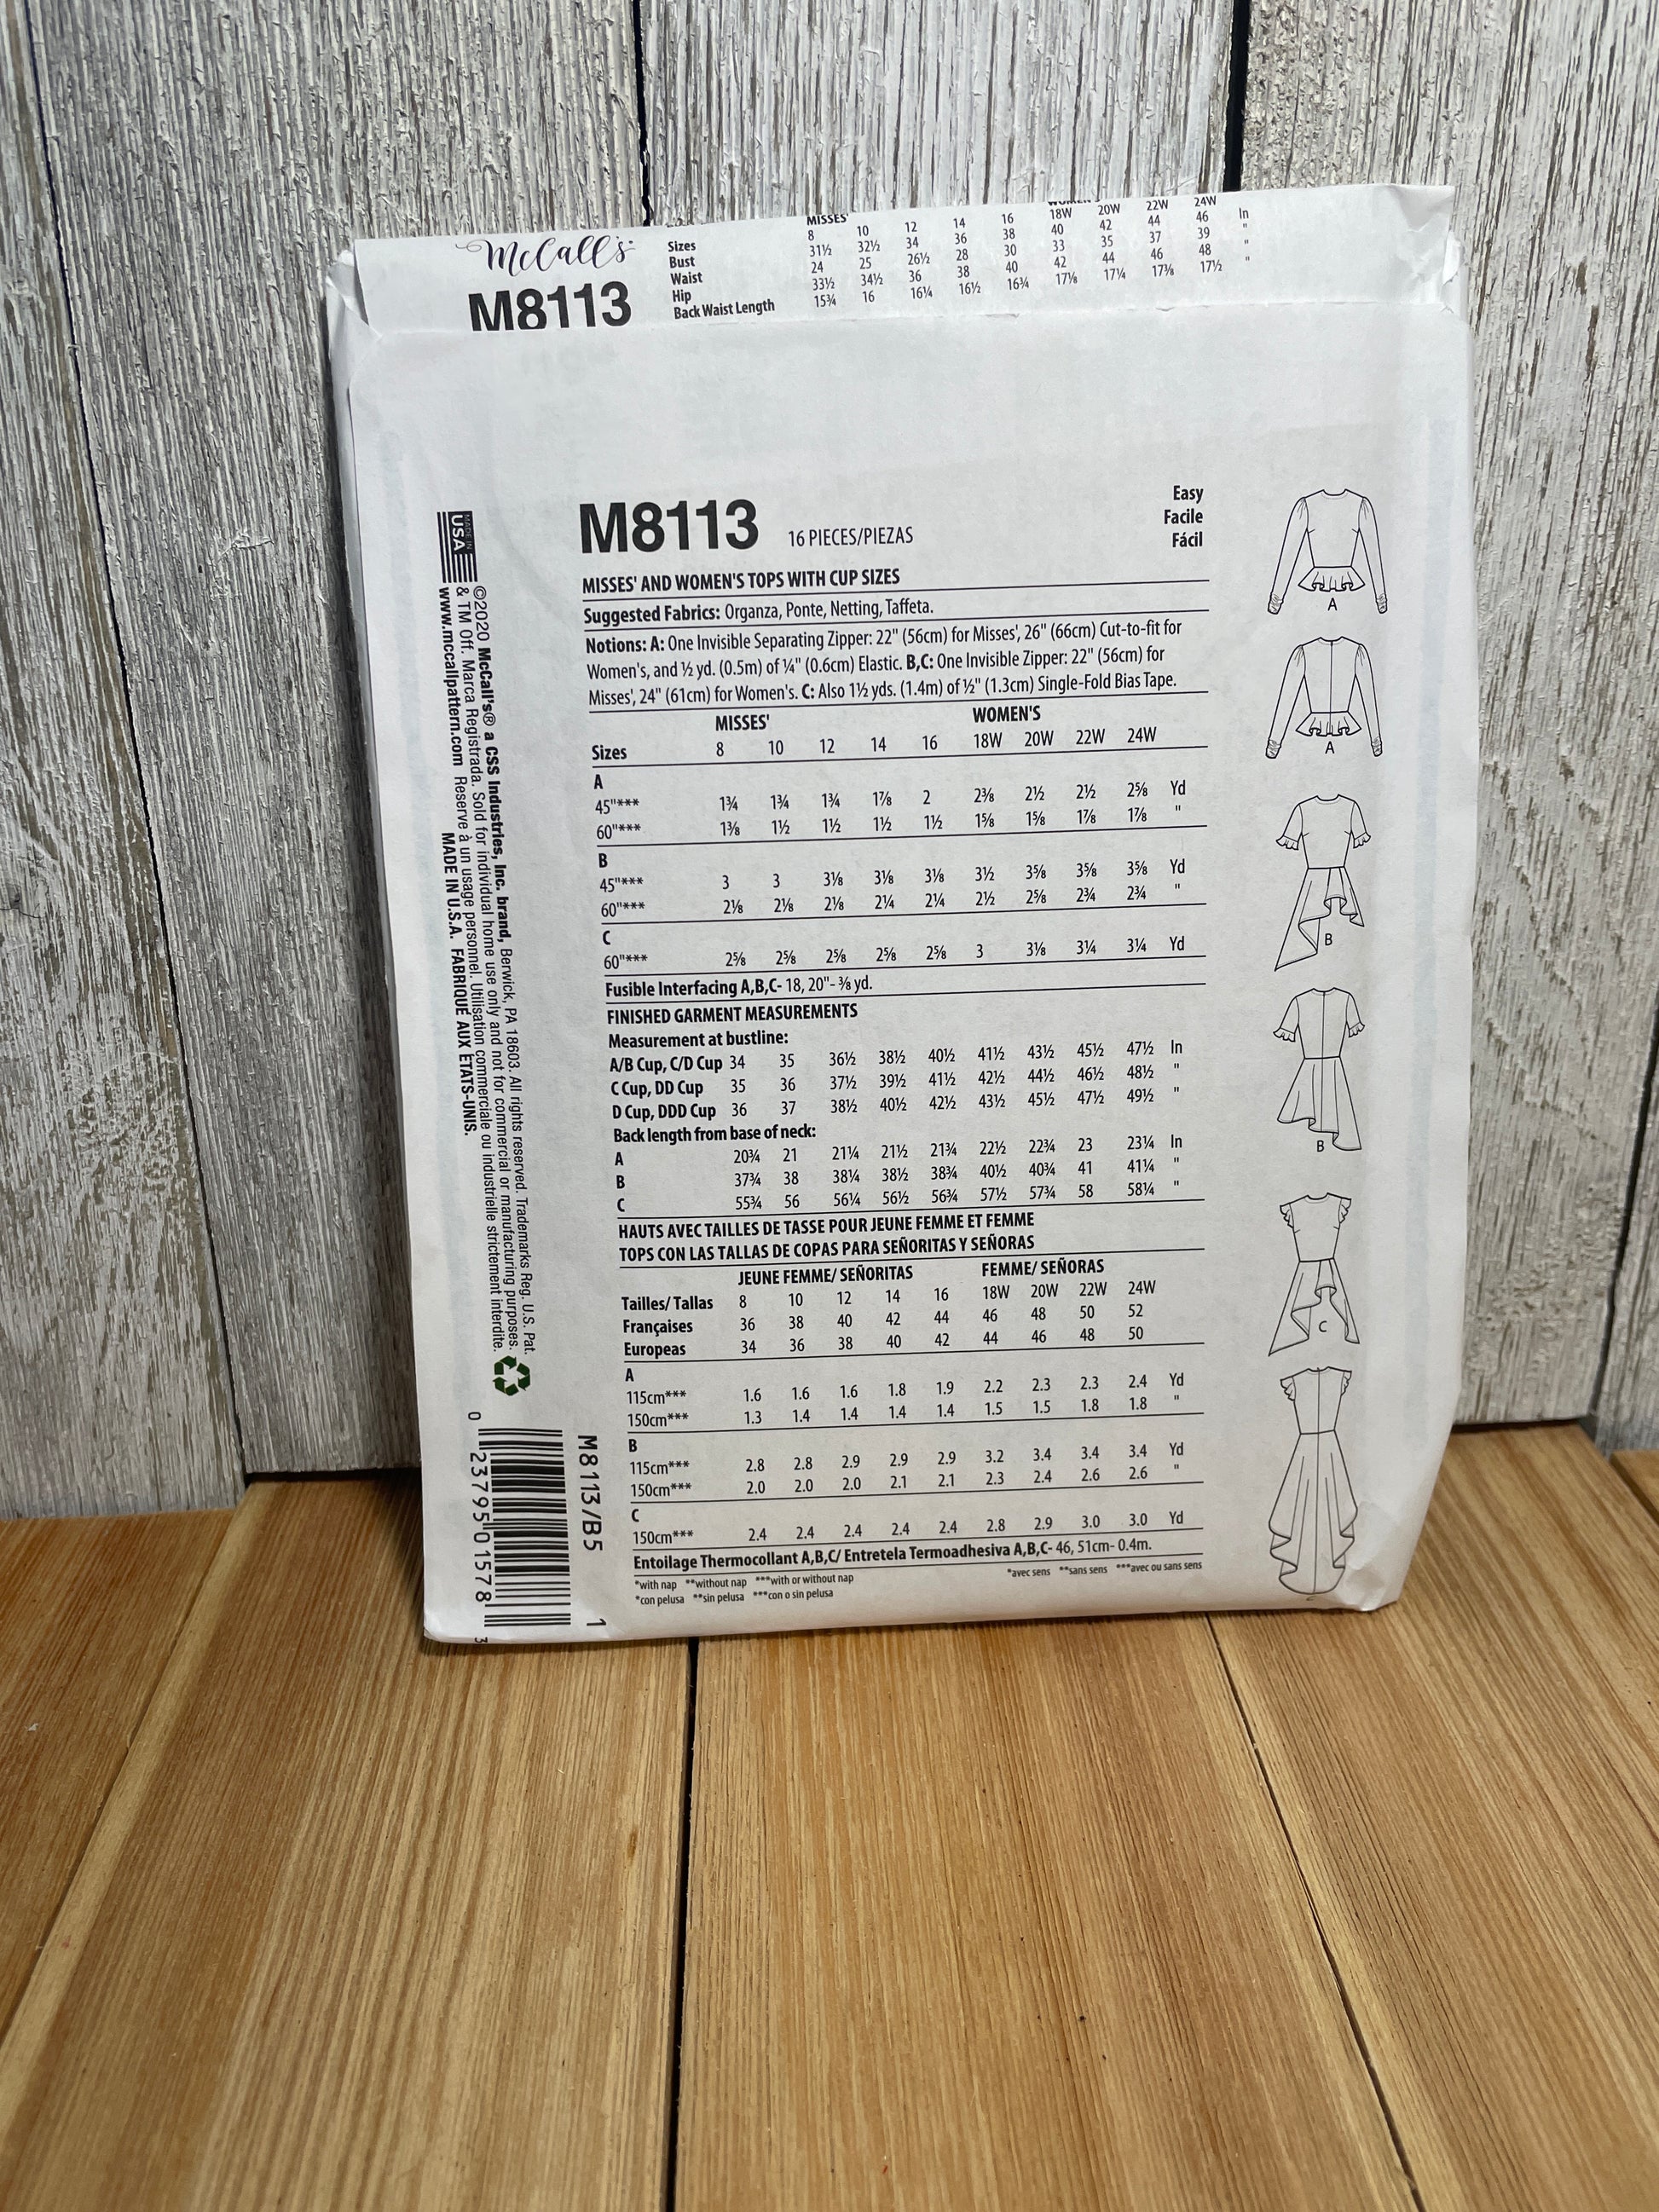 McCall's
M8113
MISSES'
Sizes 8 10 12 14 16 18W 20W 22W 24W
Bust 31½ 32½ 34 36 38 40 42 44 46 In
Waist 24 25 26½ 28 30 33 35 37 39 "
Hip 33½ 34½ 36 38 40 42 44 46 48 "
Back Waist Length 15¾ 16 16¼ 16½ 16¾ 17⅛ 17¼ 17⅜ 17½ "
M8113 16 PIECES/PIEZAS
Easy
Facile
Fácil
MISSES' AND WOMEN'S TOPS WITH CUP SIZES
Suggested Fabrics: Organza, Ponte, Netting, Taffeta.
Notions: A: One Invisible Separating Zipper: 22" (56cm) for Misses', 26" (66cm) Cut-to-fit for
Women's, and ½ yd. (0.5m) of ¼" (0.6cm) Elastic. B,C: One Invisible Zipper: 22" (56cm) for
Misses', 24" (61cm) for Women's. C: Also 1½ yds. (1.4m) of ½" (1.3cm) Single-Fold Bias Tape.
MISSES' WOMEN'S
Sizes 8 10 12 14 16 18W 20W 22W 24W
A
45"*** 1¾ 1¾ 1¾ 1⅞ 2 2⅜ 2½ 2½ 2⅝ Yd
60"*** 1⅜ 1½ 1½ 1½ 1½ 1⅝ 1⅝ 1⅞ 1⅞ "
B
45"*** 3 3 3⅛ 3⅛ 3⅛ 3½ 3⅝ 3⅝ 3⅝ Yd
60"*** 2⅛ 2⅛ 2⅛ 2¼ 2¼ 2½ 2⅝ 2¾ 2¾ "
C
60"*** 2⅝ 2⅝ 2⅝ 2⅝ 2⅝ 3 3⅛ 3¼ 3¼ Yd
Fusible Interfacing A,B,C- 18, 20"- ⅜ yd.
FINISHED GARMENT MEASUREMENTS
Measurement at bustline:
A/B Cup, C/D Cup 34 35 36½ 38½ 40½ 41½ 43½ 45½ 47½ In
C Cup, DD Cup 35 36 37½ 39½ 41½ 42½ 44½ 46½ 48½ "
D Cup, DDD Cup 36 37 38½ 40½ 42½ 43½ 45½ 47½ 49½ "
Back length from base of neck:
A 20¾ 21 21¼ 21½ 21¾ 22½ 22¾ 23 23¼ In
B 37¾ 38 38¼ 38½ 38¾ 40½ 40¾ 41 41¼ "
C 55¾ 56 56¼ 56½ 56¾ 57½ 57¾ 58 58¼ "
HAUTS AVEC TAILLES DE TASSE POUR JEUNE FEMME ET FEMME
TOPS CON LAS TALLAS DE COPAS PARA SEÑORITAS Y SEÑORAS
JEUNE FEMME/ SEÑORITAS FEMME/ SEÑORAS
Tailles/ Tallas 8 10 12 14 16 18W 20W 22W 24W
Françaises 36 38 40 42 44 46 48 50 52
Europeas 34 36 38 40 42 44 46 48 50
A
115cm*** 1.6 1.6 1.6 1.8 1.9 2.2 2.3 2.3 2.4 Yd
150cm*** 1.3 1.4 1.4 1.4 1.4 1.5 1.5 1.8 1.8 "
B
115cm*** 2.8 2.8 2.9 2.9 2.9 3.2 3.4 3.4 3.4 Yd
150cm*** 2.0 2.0 2.0 2.1 2.1 2.3 2.4 2.6 2.6 "
C
150cm*** 2.4 2.4 2.4 2.4 2.4 2.8 2.9 3.0 3.0 Yd
Entoilage Thermocollant A,B,C/ Entretela Termoadhesiva A,B,C- 46, 51cm- 0.4m.
*with nap **without nap ***with or without nap *avec sens **sans sens ***avec ou sans sens
*con pelusa **sin pelusa ***con o sin pelusa
A
A
B
B
C
MADE IN
USA
©2020 McCall's® a CSS Industries, Inc. brand, Berwick, PA 18603. All rights reserved. Trademarks Reg. U.S. Pat.
& TM Off. Marca Registrada. Sold for individual home use only and not for commercial or manufacturing purposes.
www.mccallpattern.com Reserve à un usage personnel. Utilisation commerciale ou industrielle strictement interdite.
MADE IN U.S.A. FABRIQUÉ AUX ÉTATS-UNIS.
M8113/B5 1
0 23795 01578 3